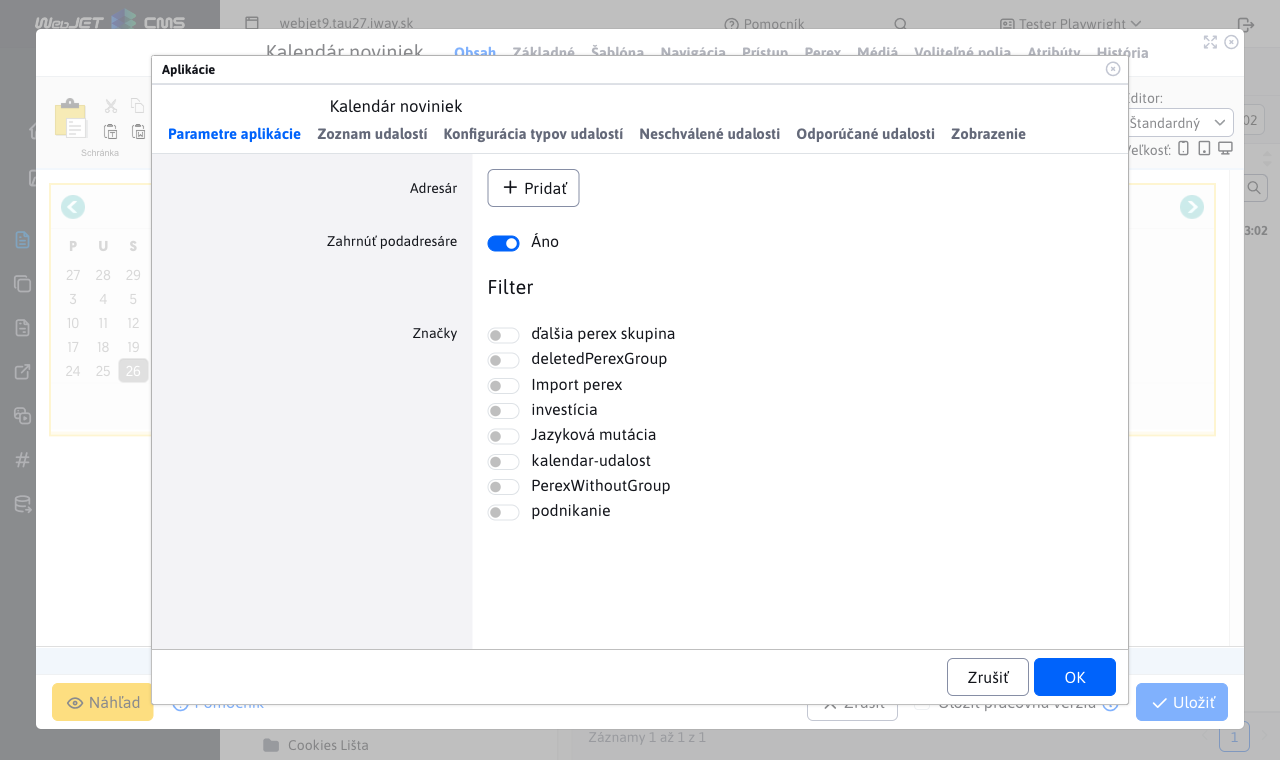 WebJET CMS
webjet9.tau27.iway.sk
Pomocník
Tester Playwright
Kalendár noviniek
Obsah Základné Šablóna Navigácia Prístup Perex Médiá Voliteľné polia Atribúty História
Aplikácie
Kalendár noviniek
Parametre aplikácie Zoznam udalostí Konfigurácia typov udalostí Neschválené udalosti Odporúčané udalosti Zobrazenie
Editor:
Štandardný
Veľkosť:
Schránka
02
3:02
P U S
27 28 29
3 4 5
10 11 12
17 18 19
24 25 26
Adresár
Pridať
Zahrnúť podadresáre
Áno
Filter
Značky
ďalšia perex skupina
deletedPerexGroup
Import perex
investícia
Jazyková mutácia
kalendar-udalost
PerexWithoutGroup
podnikanie
Zrušiť
OK
Náhľad
Pomocník
Zrušiť
Uložiť pracovnú verziu
Uložiť
Cookies Lišta
Záznamy 1 až 1 z 1
1